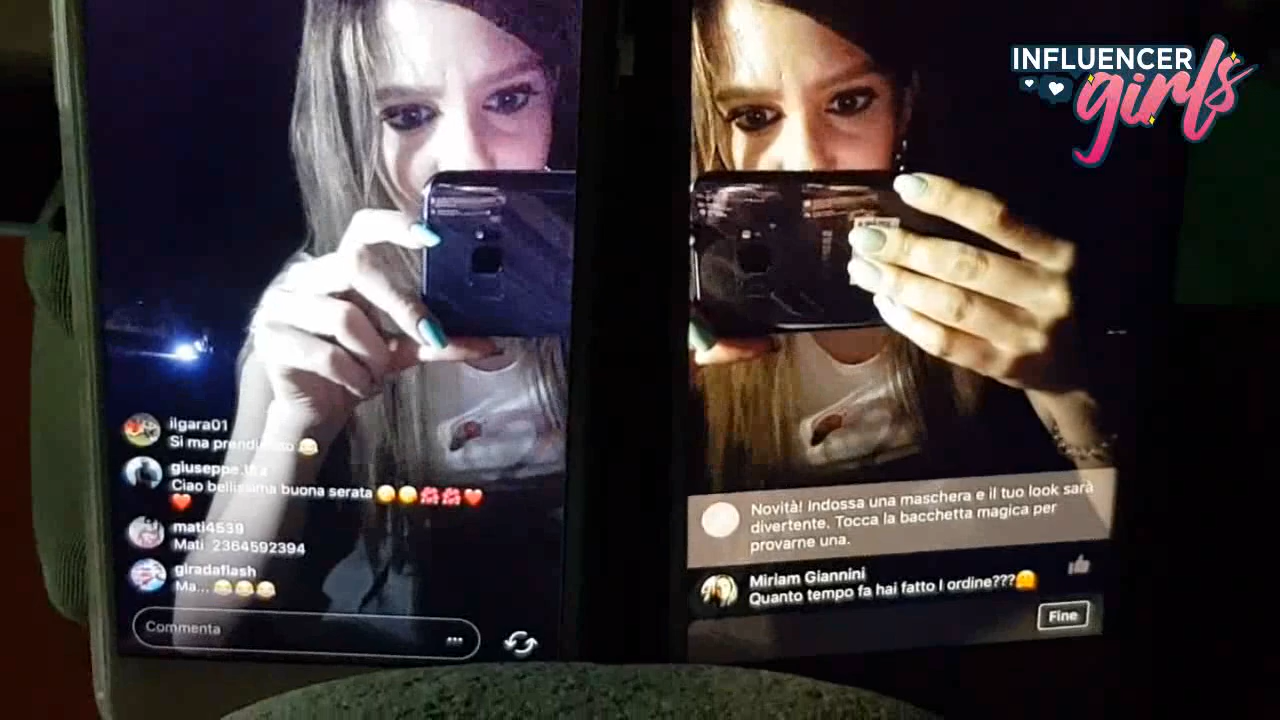 INFLUENCER
girls
ilgara01
Si ma
giuseppe
Ciao bellissima buona serata 😚😚🌺🌺❤️
❤️
mati4539
Mati 2364592394
giradaflash
Ma... 😂😂😂
Commenta
Novità! Indossa una maschera e il tuo look sarà
divertente. Tocca la bacchetta magica per
provarne una.
Miriam Giannini
Quanto tempo fa hai fatto l ordine???🤗
Fine